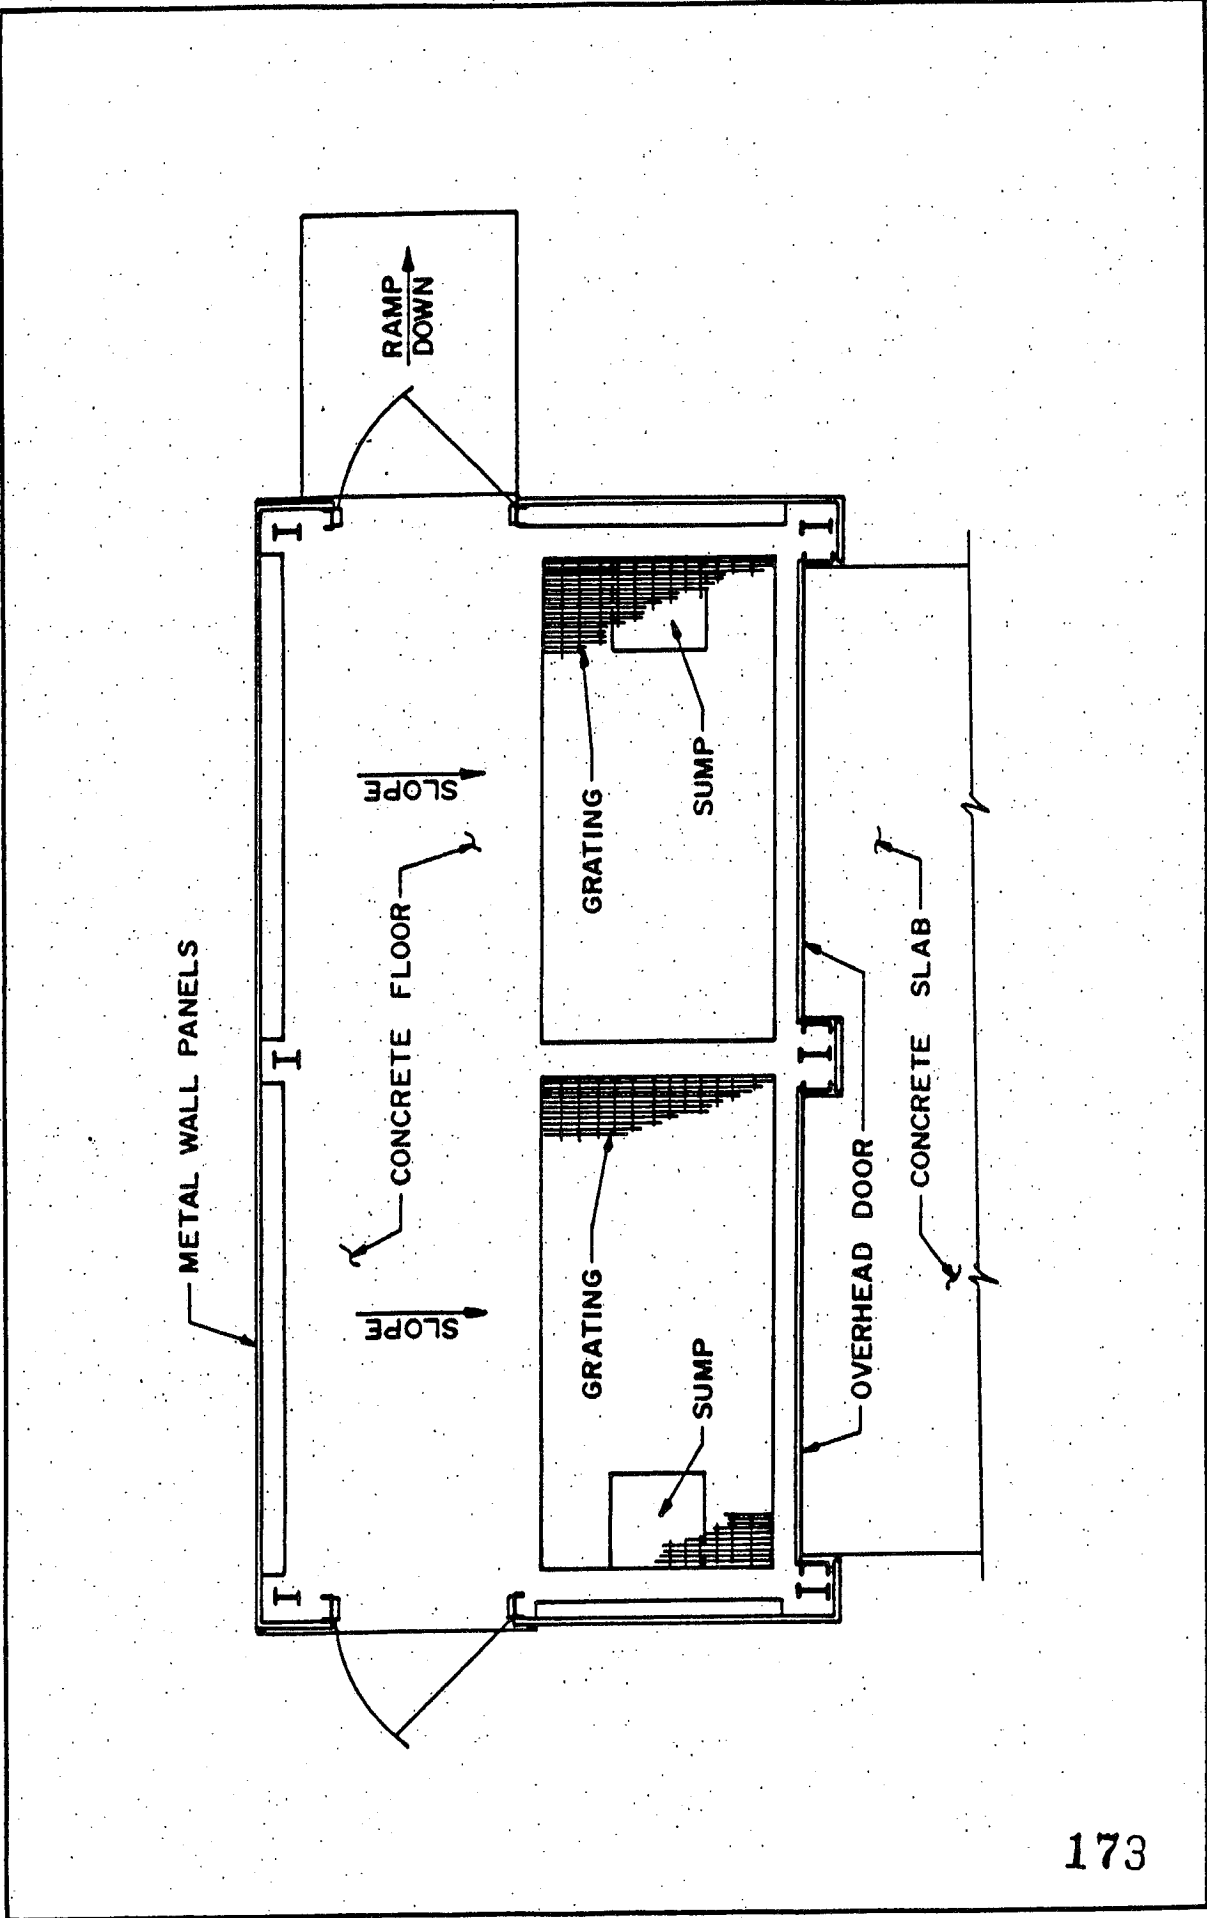 METAL WALL PANELS
RAMP
DOWN
SLOPE
SLOPE
CONCRETE FLOOR
GRATING
GRATING
SUMP
SUMP
OVERHEAD DOOR
CONCRETE SLAB
173